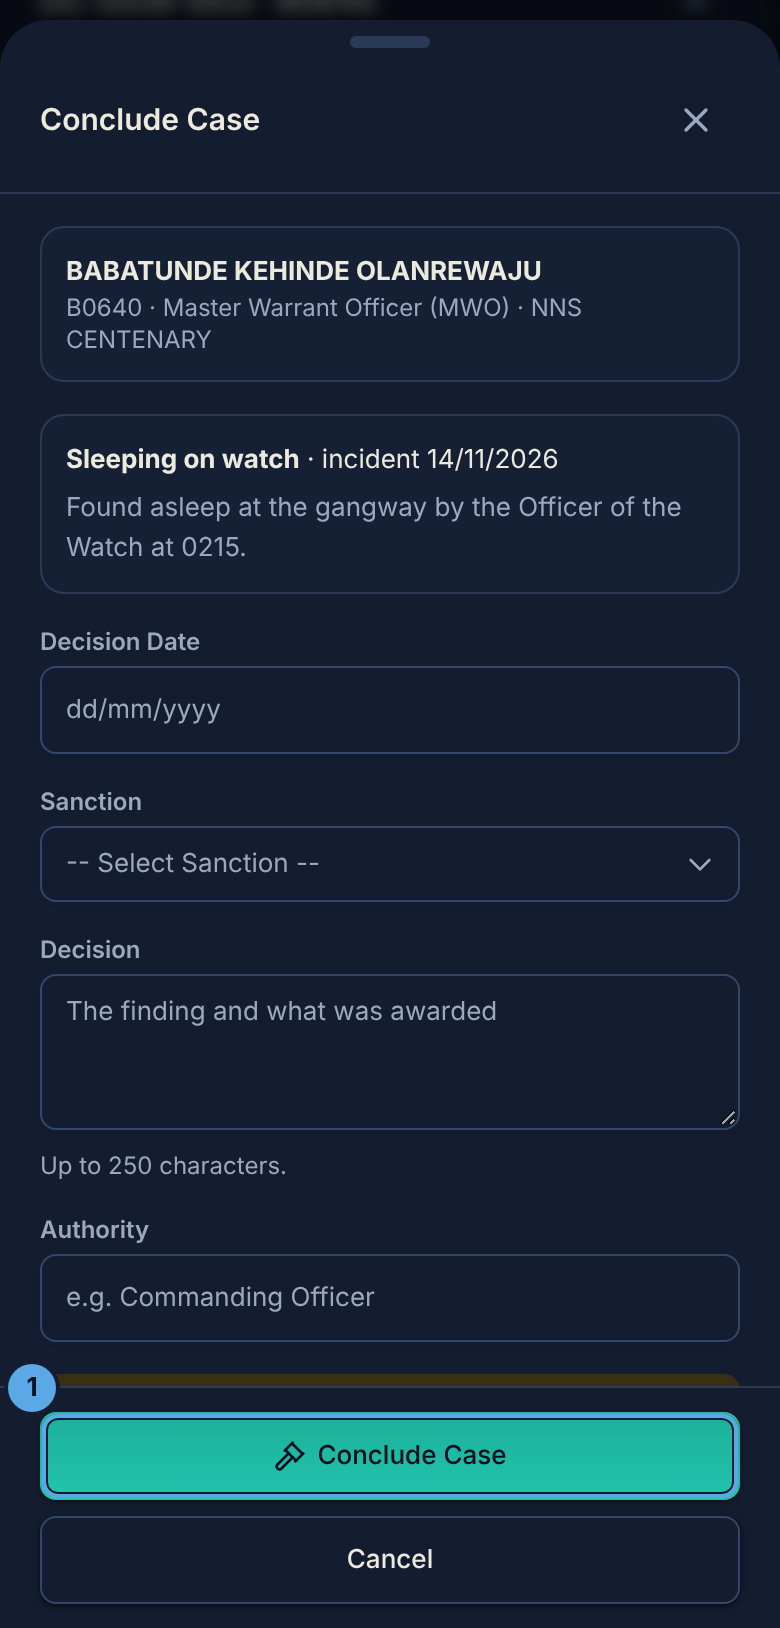 Conclude Case
BABATUNDE KEHINDE OLANREWAJU
B0640 · Master Warrant Officer (MWO) · NNS
CENTENARY
Sleeping on watch · incident 14/11/2026
Found asleep at the gangway by the Officer of the
Watch at 0215.
Decision Date
dd/mm/yyyy
Sanction
-- Select Sanction --
Decision
The finding and what was awarded
Up to 250 characters.
Authority
e.g. Commanding Officer
1
Conclude Case
Cancel